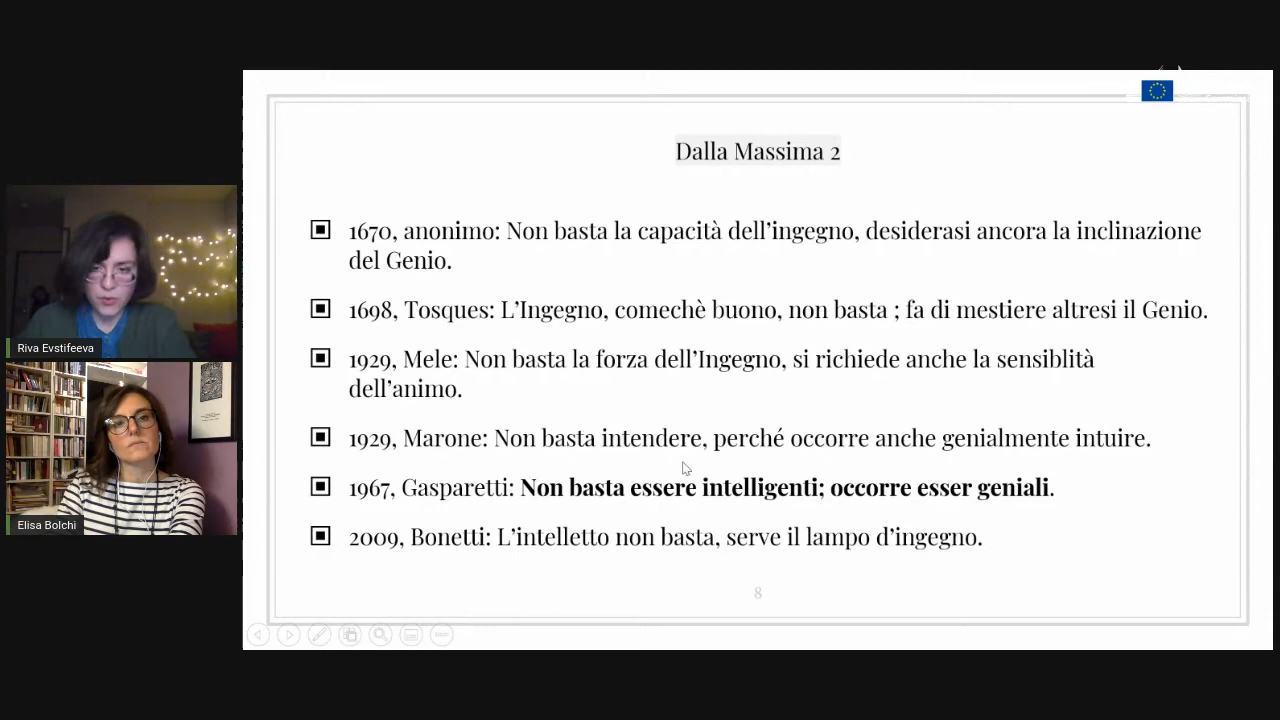 Dalla Massima 2
1670, anonimo: Non basta la capacità dell’ingegno, desiderasi ancora la inclinazione
del Genio.
1698, Tosques: L’Ingegno, comechè buono, non basta ; fa di mestiere altresi il Genio.
1929, Mele: Non basta la forza dell’Ingegno, si richiede anche la sensiblità
dell’animo.
1929, Marone: Non basta intendere, perché occorre anche genialmente intuire.
1967, Gasparetti: Non basta essere intelligenti; occorre esser geniali.
2009, Bonetti: L’intelletto non basta, serve il lampo d’ingegno.
8
Riva Evstifeeva
Elisa Bolchi